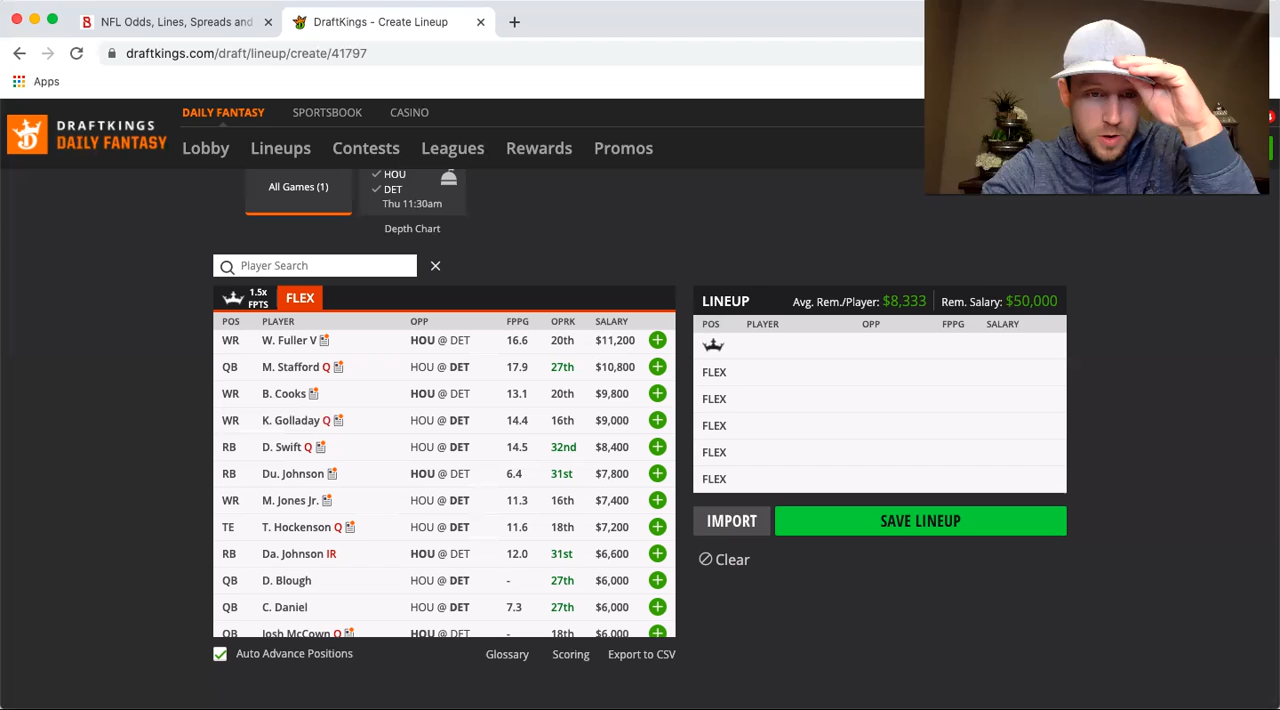 NFL Odds, Lines, Spreads and
DraftKings - Create Lineup
draftkings.com/draft/lineup/create/41797
Apps
DAILY FANTASY SPORTSBOOK CASINO
DRAFTKINGS
DAILY FANTASY
Lobby Lineups Contests Leagues Rewards Promos
All Games (1)
HOU
DET
Thu 11:30am
Depth Chart
Player Search
1.5x
FPTS
FLEX
POS PLAYER OPP FPPG OPRK SALARY
WR W. Fuller V HOU @ DET 16.6 20th $11,200
QB M. Stafford Q HOU @ DET 17.9 27th $10,800
WR B. Cooks HOU @ DET 13.1 20th $9,800
WR K. Golladay Q HOU @ DET 14.4 16th $9,000
RB D. Swift Q HOU @ DET 14.5 32nd $8,400
RB Du. Johnson HOU @ DET 6.4 31st $7,800
WR M. Jones Jr. HOU @ DET 11.3 16th $7,400
TE T. Hockenson Q HOU @ DET 11.6 18th $7,200
RB Da. Johnson IR HOU @ DET 12.0 31st $6,600
QB D. Blough HOU @ DET - 27th $6,000
QB C. Daniel HOU @ DET 7.3 27th $6,000
QB Josh McCown Q HOU @ DET - 18th $6,000
Auto Advance Positions
Glossary Scoring Export to CSV
LINEUP Avg. Rem./Player: $8,333 Rem. Salary: $50,000
POS PLAYER OPP FPPG SALARY
FLEX
FLEX
FLEX
FLEX
FLEX
IMPORT SAVE LINEUP
Clear